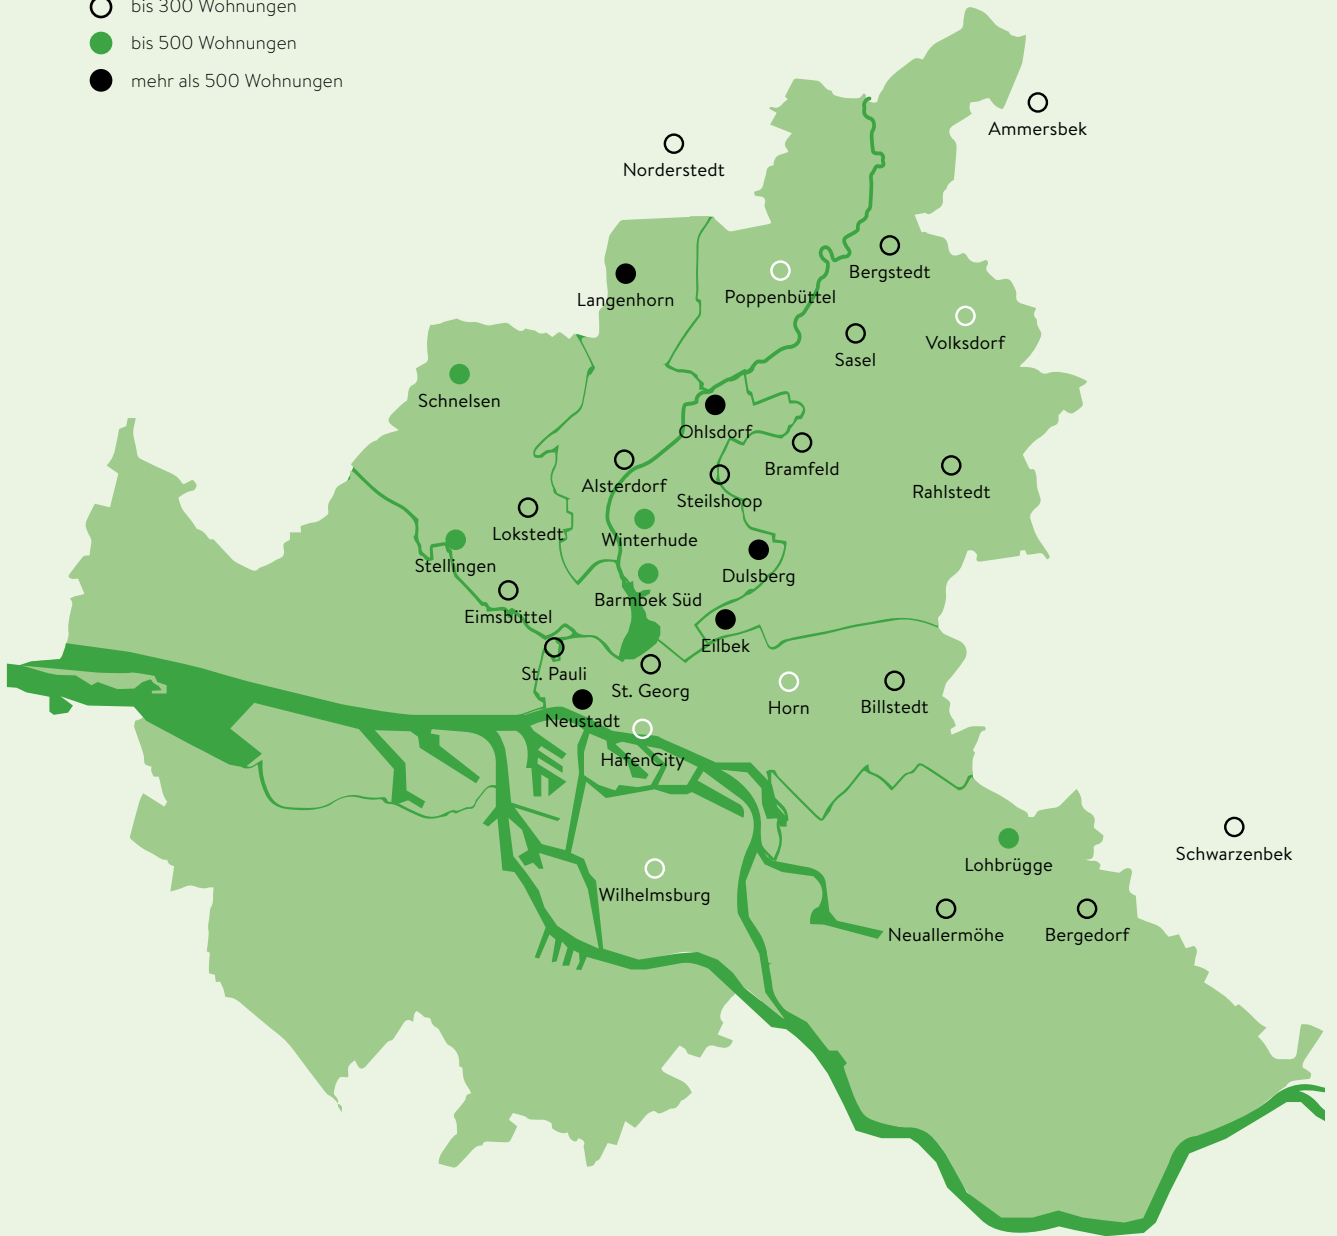 bis 300 Wohnungen
bis 500 Wohnungen
mehr als 500 Wohnungen
Ammersbek
Norderstedt
Bergstedt
Langenhorn
Poppenbüttel
Volksdorf
Sasel
Schnelsen
Ohlsdorf
Bramfeld
Alsterdorf
Steilshoop
Rahlstedt
Lokstedt
Winterhude
Stellingen
Dulsberg
Barmbek Süd
Eimsbüttel
Eilbek
St. Pauli
St. Georg
Horn
Billstedt
Neustadt
HafenCity
Schwarzenbek
Lohbrügge
Wilhelmsburg
Neuallermöhe
Bergedorf